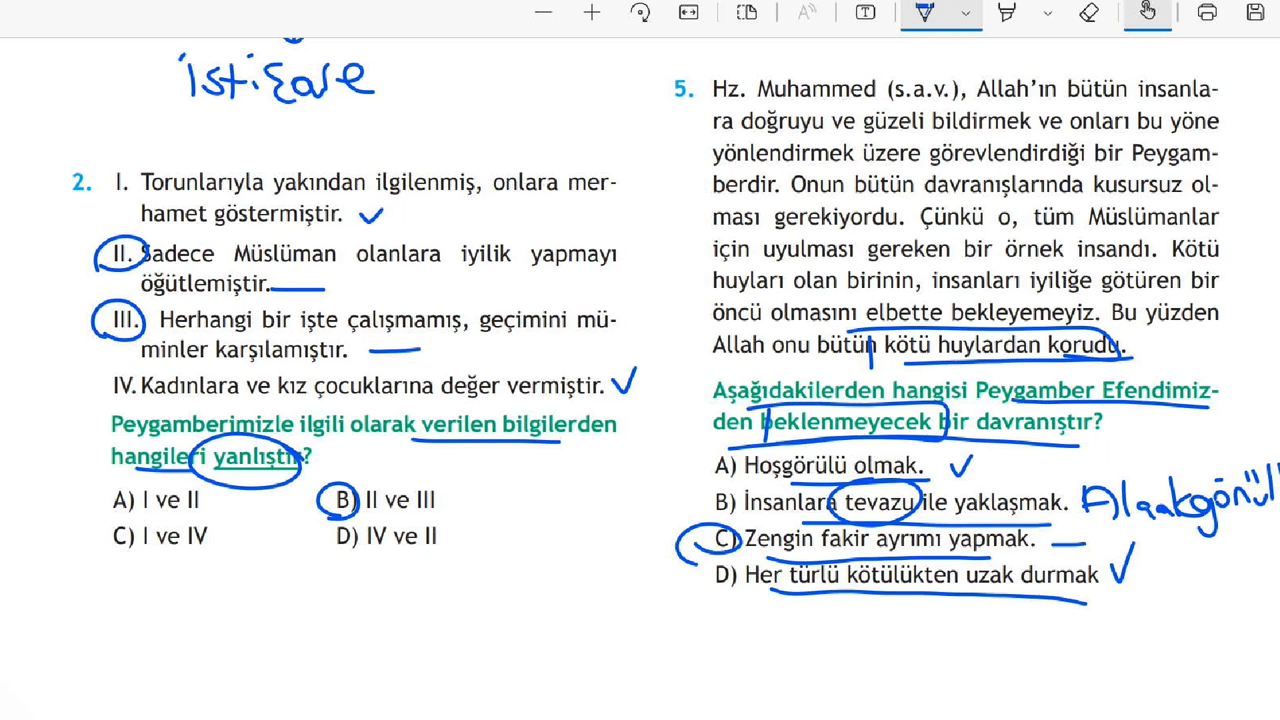 istişare
2. I. Torunlarıyla yakından ilgilenmiş, onlara mer-
hamet göstermiştir.
II. Sadece Müslüman olanlara iyilik yapmayı
öğütlemiştir.
III. Herhangi bir işte çalışmamış, geçimini mü-
minler karşılamıştır.
IV. Kadınlara ve kız çocuklarına değer vermiştir.
Peygamberimizle ilgili olarak verilen bilgilerden
hangileri yanlıştır?
A) I ve II B) II ve III
C) I ve IV D) IV ve II
5. Hz. Muhammed (s.a.v.), Allah’ın bütün insanla-
ra doğruyu ve güzeli bildirmek ve onları bu yöne
yönlendirmek üzere görevlendirdiği bir Peygam-
berdir. Onun bütün davranışlarında kusursuz ol-
ması gerekiyordu. Çünkü o, tüm Müslümanlar
için uyulması gereken bir örnek insandı. Kötü
huyları olan birinin, insanları iyiliğe götüren bir
öncü olmasını elbette bekleyemeyiz. Bu yüzden
Allah onu bütün kötü huylardan korudu.
Aşağıdakilerden hangisi Peygamber Efendimiz-
den beklenmeyecek bir davranıştır?
A) Hoşgörülü olmak.
B) İnsanlara tevazu ile yaklaşmak.
C) Zengin fakir ayrımı yapmak.
D) Her türlü kötülükten uzak durmak